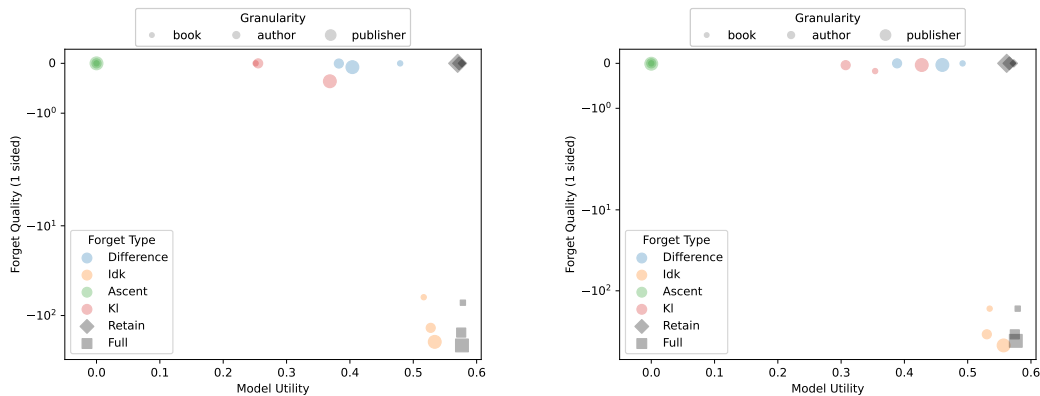 Granularity
book author publisher
0
−10^0
−10^1
−10^2
Forget Quality (1 sided)
Forget Type
Difference
Idk
Ascent
Kl
Retain
Full
0.0 0.1 0.2 0.3 0.4 0.5 0.6
Model Utility
Granularity
book author publisher
0
−10^0
−10^1
−10^2
Forget Quality (1 sided)
Forget Type
Difference
Idk
Ascent
Kl
Retain
Full
0.0 0.1 0.2 0.3 0.4 0.5 0.6
Model Utility